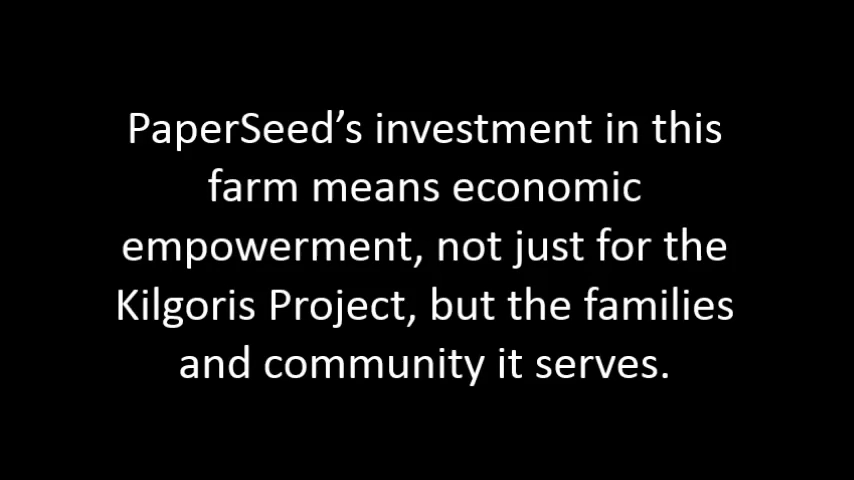 PaperSeed’s investment in this
farm means economic
empowerment, not just for the
Kilgoris Project, but the families
and community it serves.